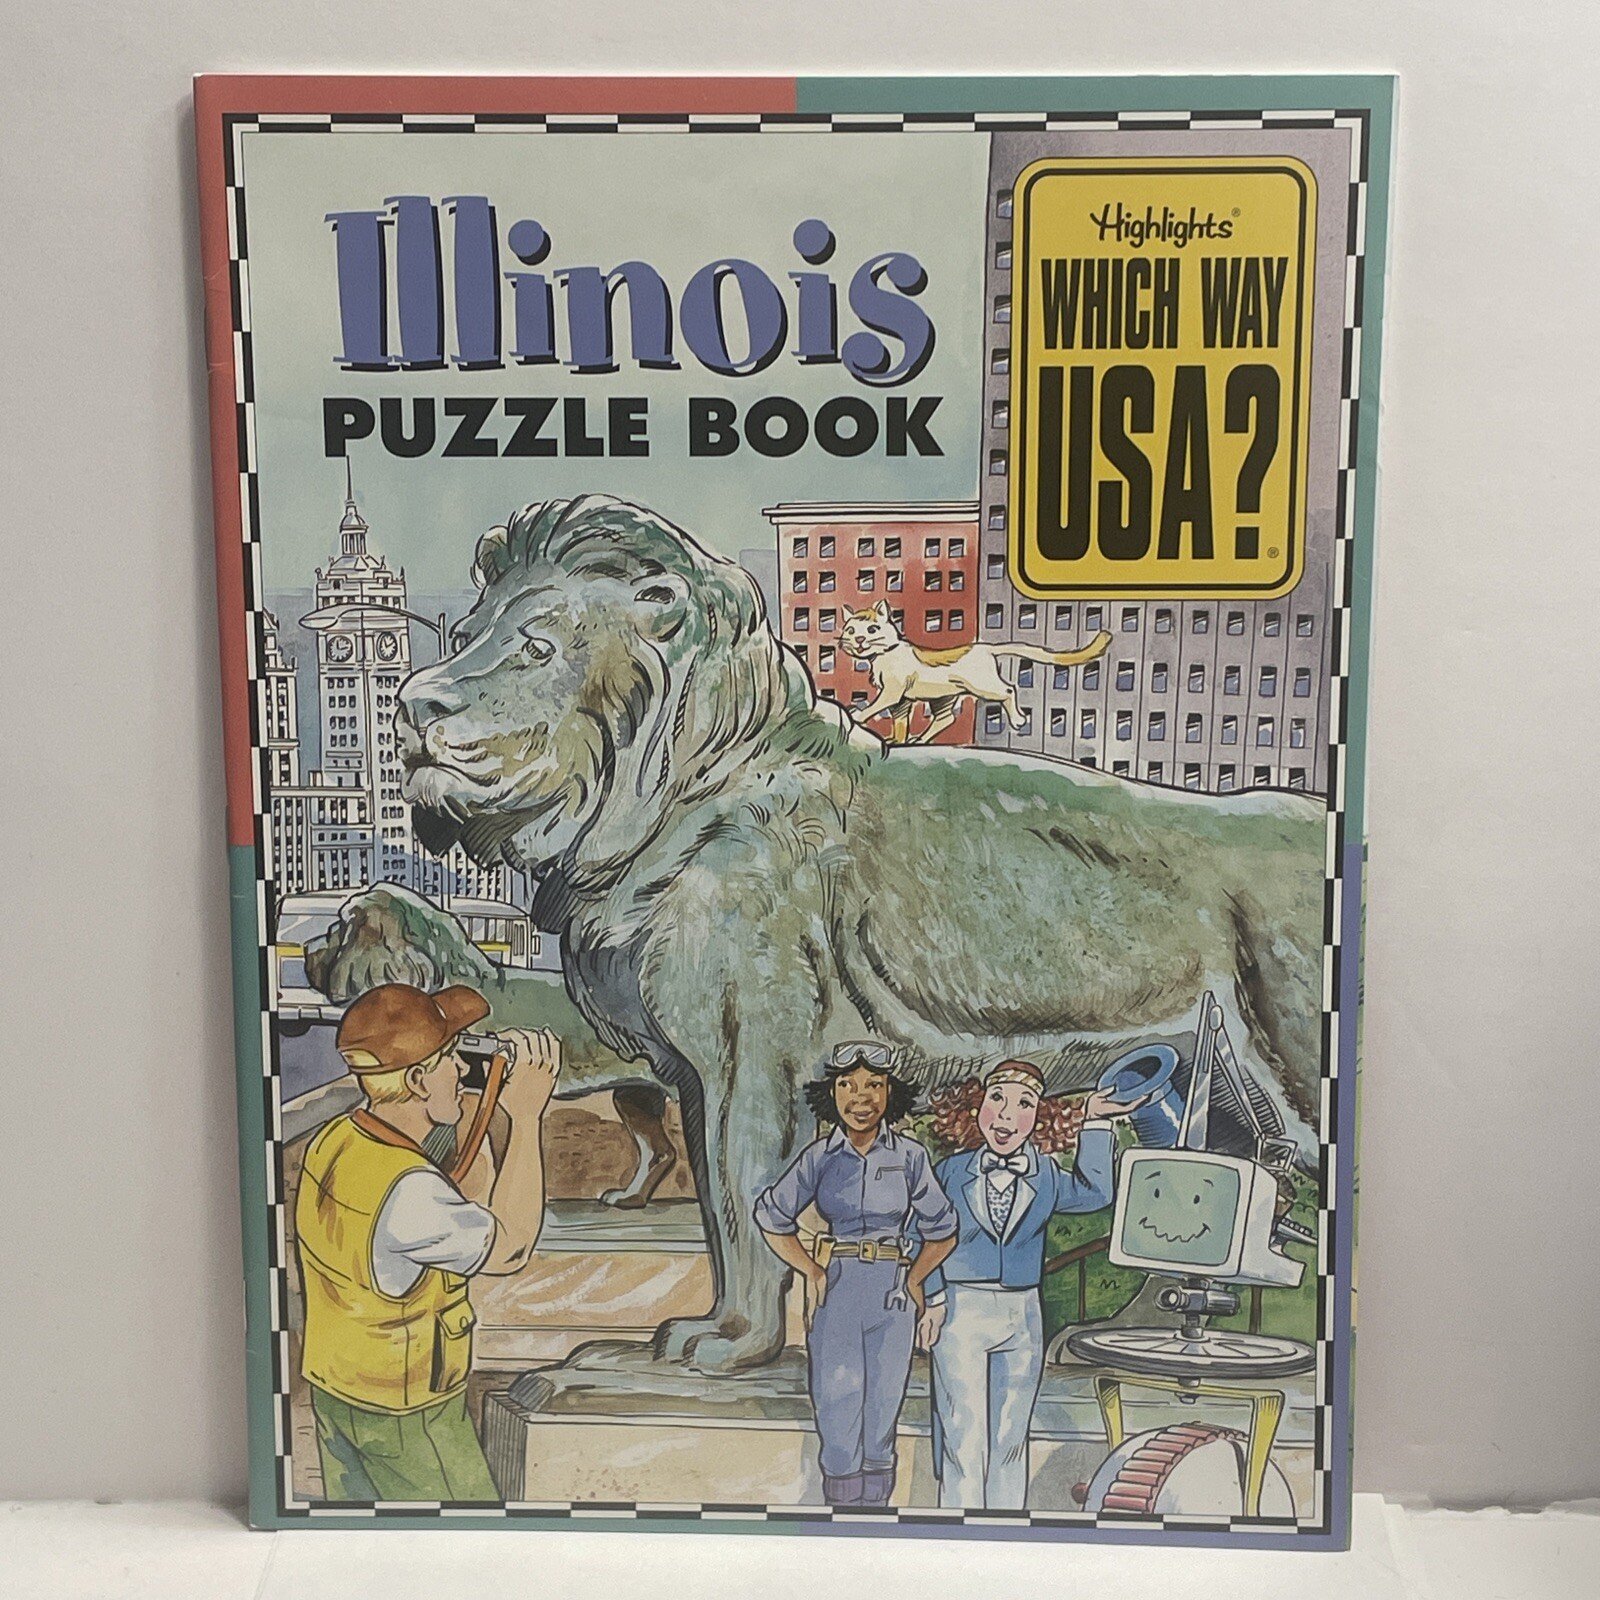 Illinois
PUZZLE BOOK
Highlights®
WHICH WAY
USA?®